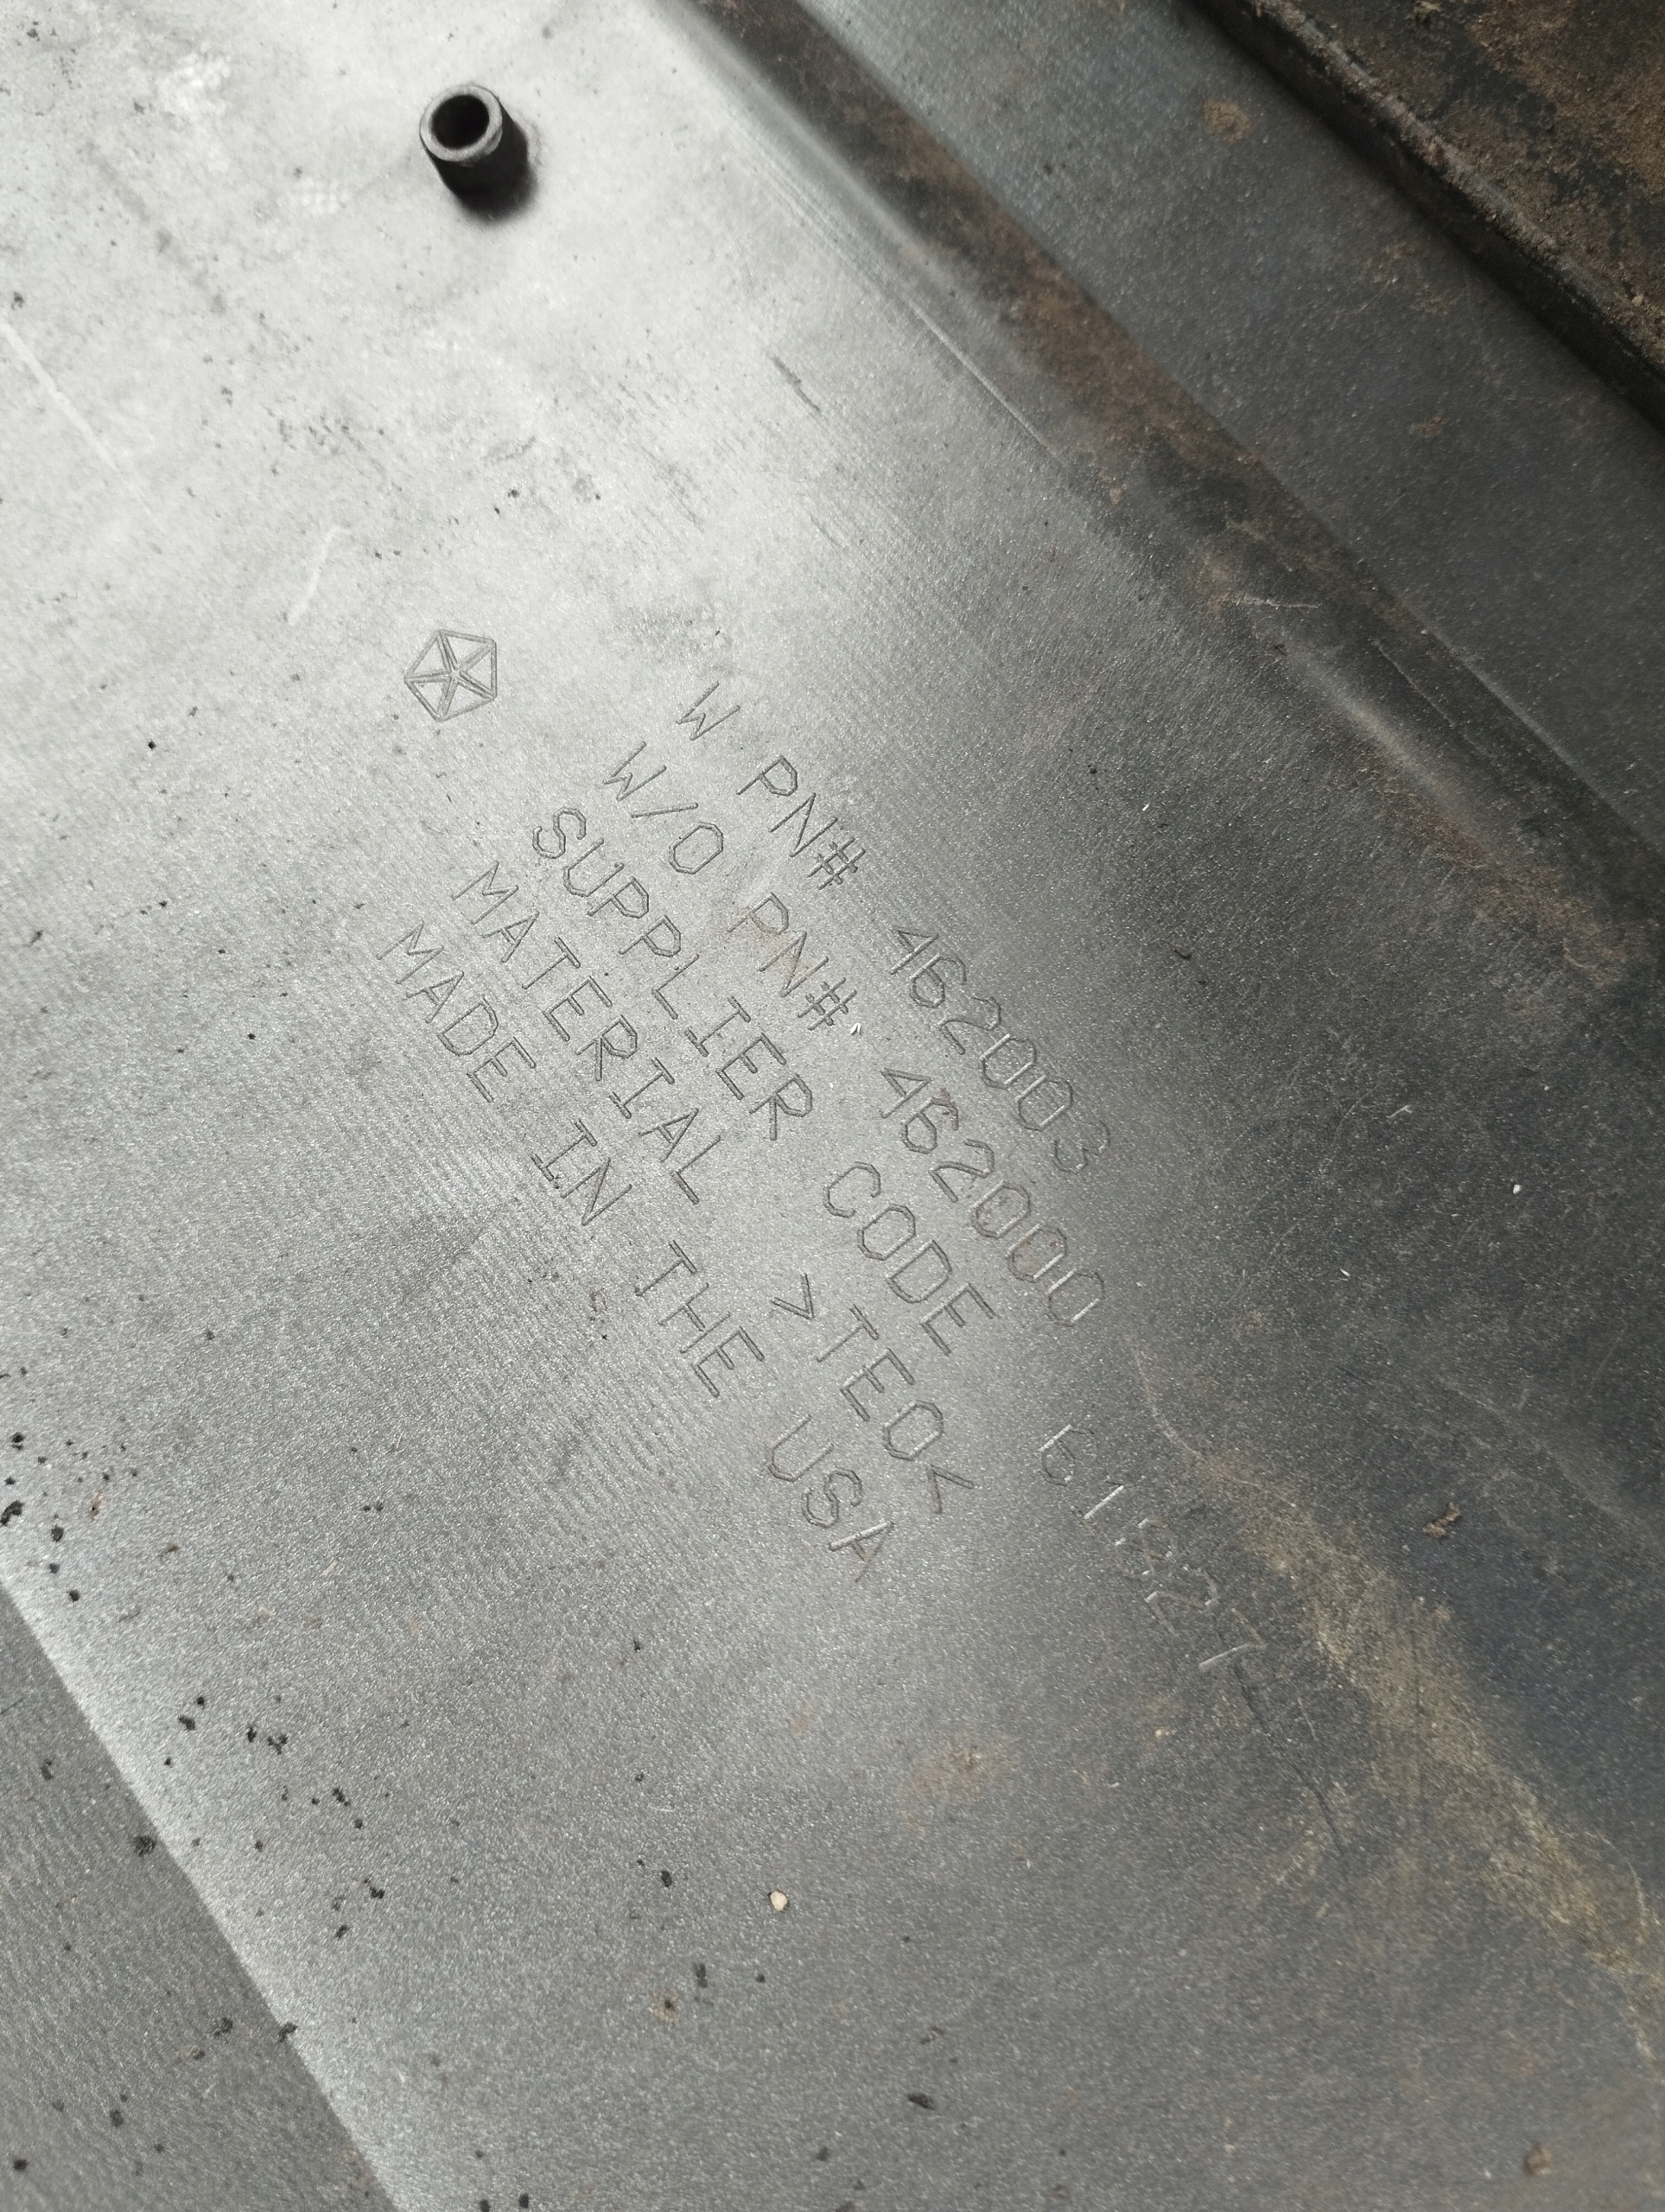 W PN# 4620003
W/O PN# 4620000
SUPPLIER CODE
MATERIAL >TEO<
MADE IN THE USA